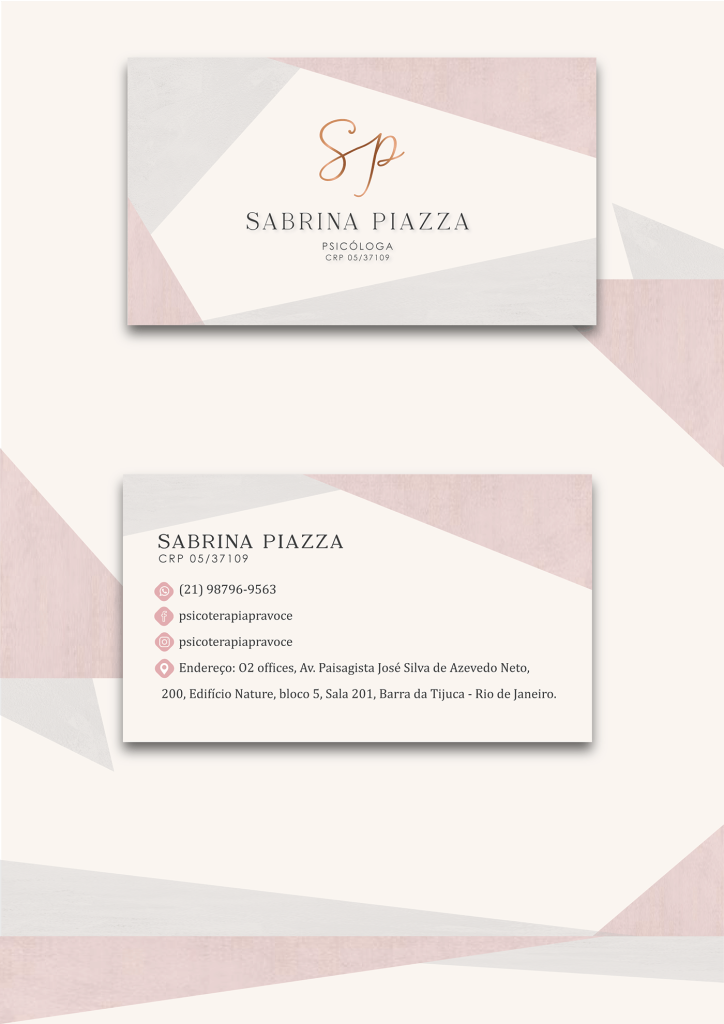 Sp
SABRINA PIAZZA
PSICÓLOGA
CRP 05/37109
SABRINA PIAZZA
CRP 05/37109
(21) 98796-9563
psicoterapiapravoce
psicoterapiapravoce
Endereço: O2 offices, Av. Paisagista José Silva de Azevedo Neto,
200, Edifício Nature, bloco 5, Sala 201, Barra da Tijuca - Rio de Janeiro.